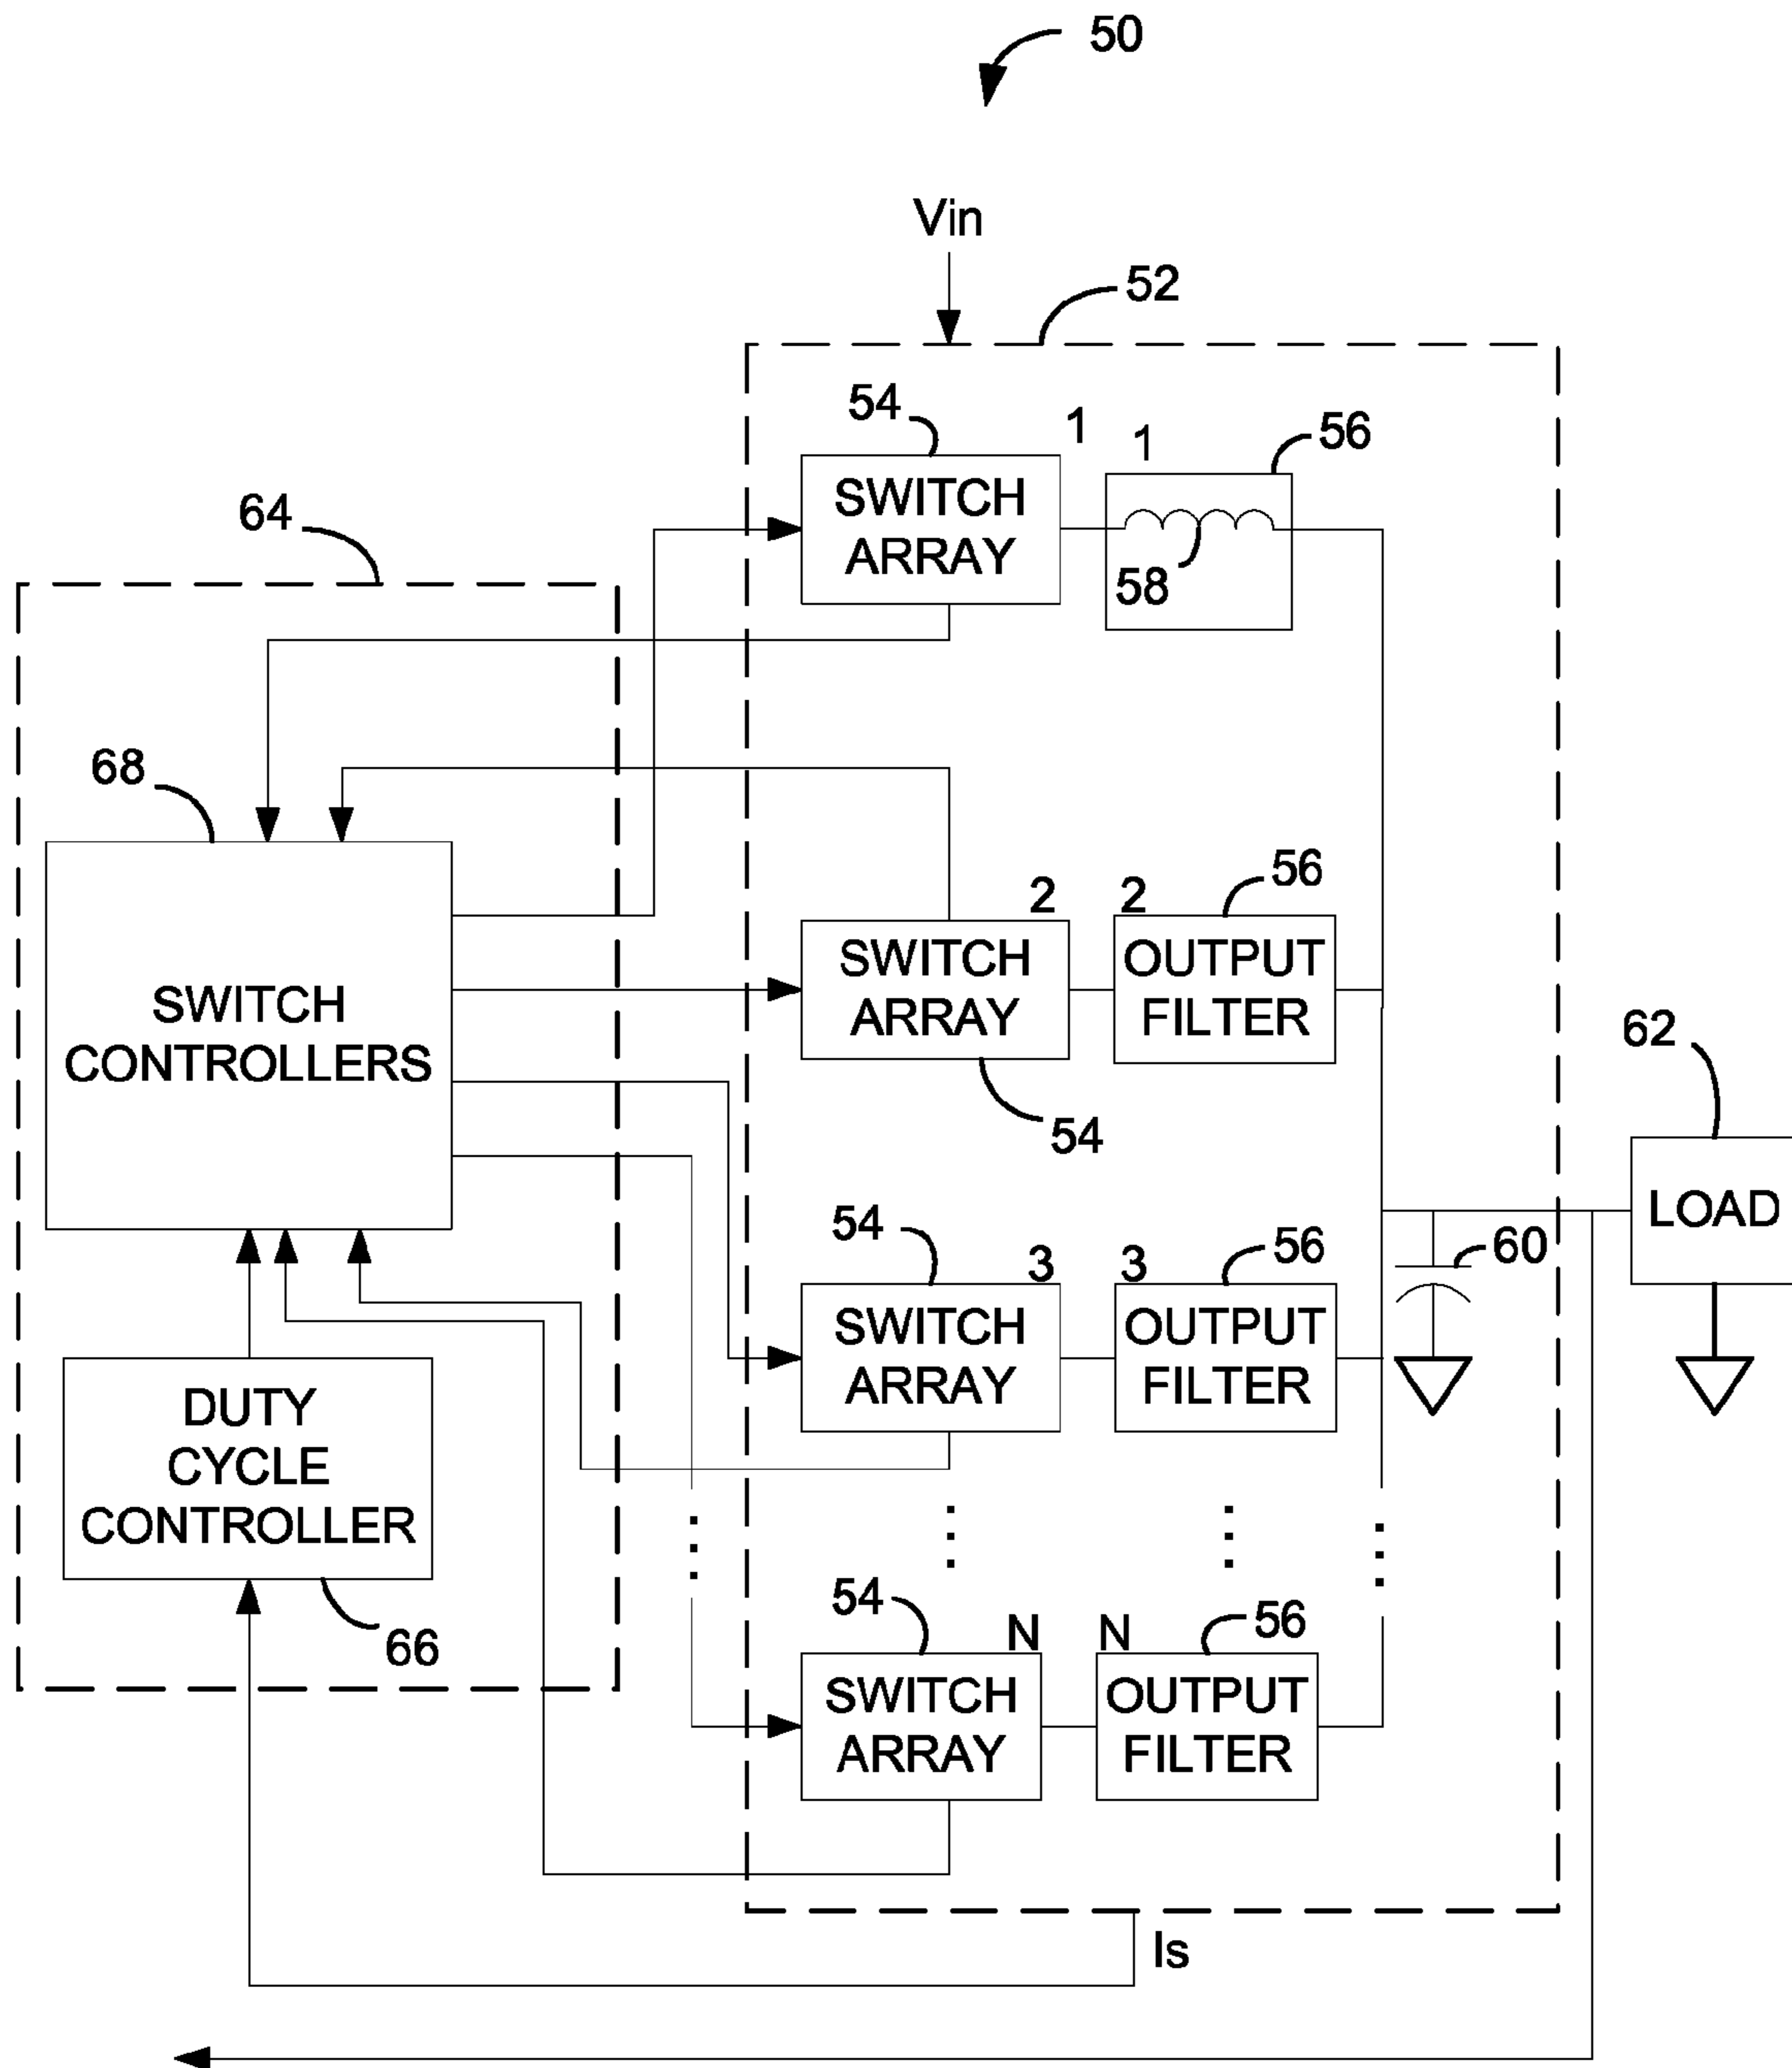 50
Vin
52
54
1
1
56
SWITCH
ARRAY
58
64
68
SWITCH
CONTROLLERS
2
2
56
SWITCH
ARRAY
OUTPUT
FILTER
54
62
LOAD
54
3
3
56
60
SWITCH
ARRAY
OUTPUT
FILTER
DUTY
CYCLE
CONTROLLER
66
54
N
N
56
SWITCH
ARRAY
OUTPUT
FILTER
Is